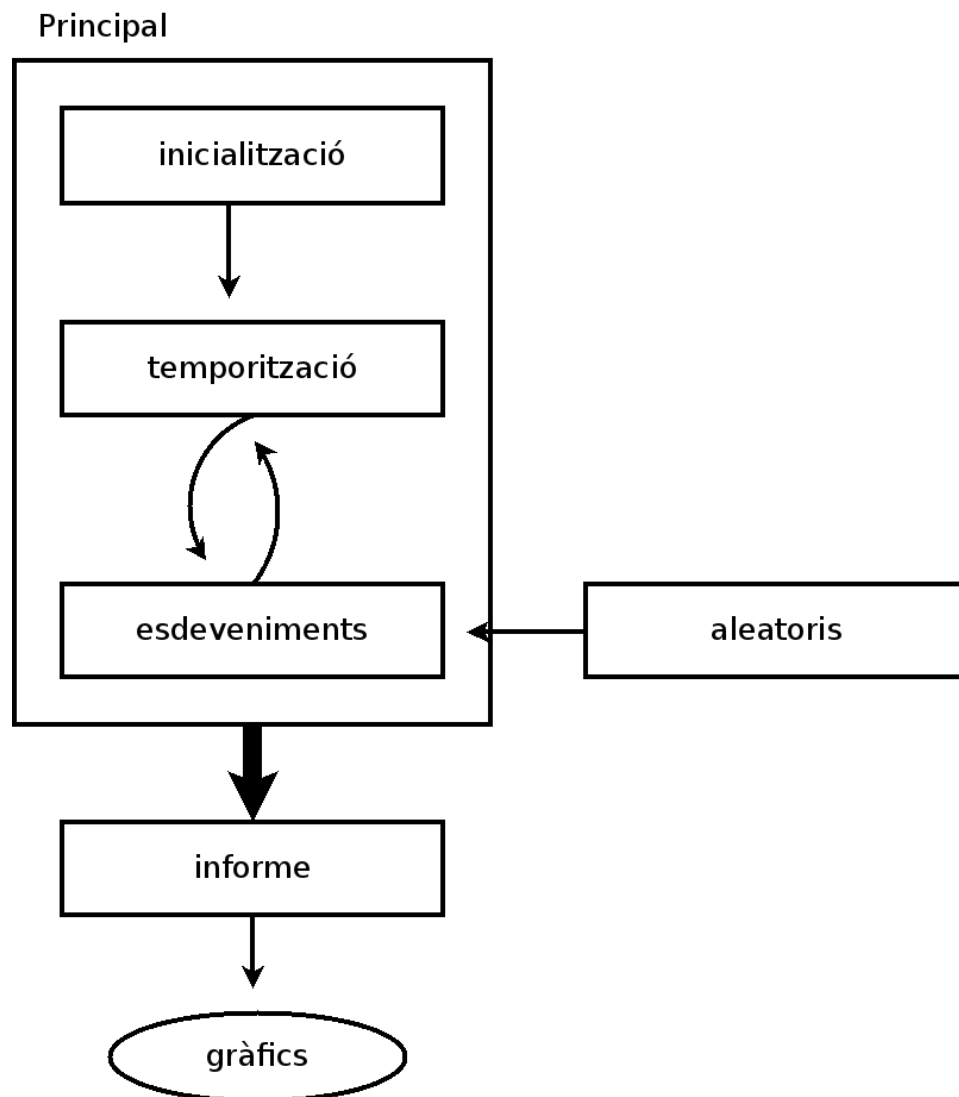 Principal
inicialització
temporització
esdeveniments
aleatoris
informe
gràfics